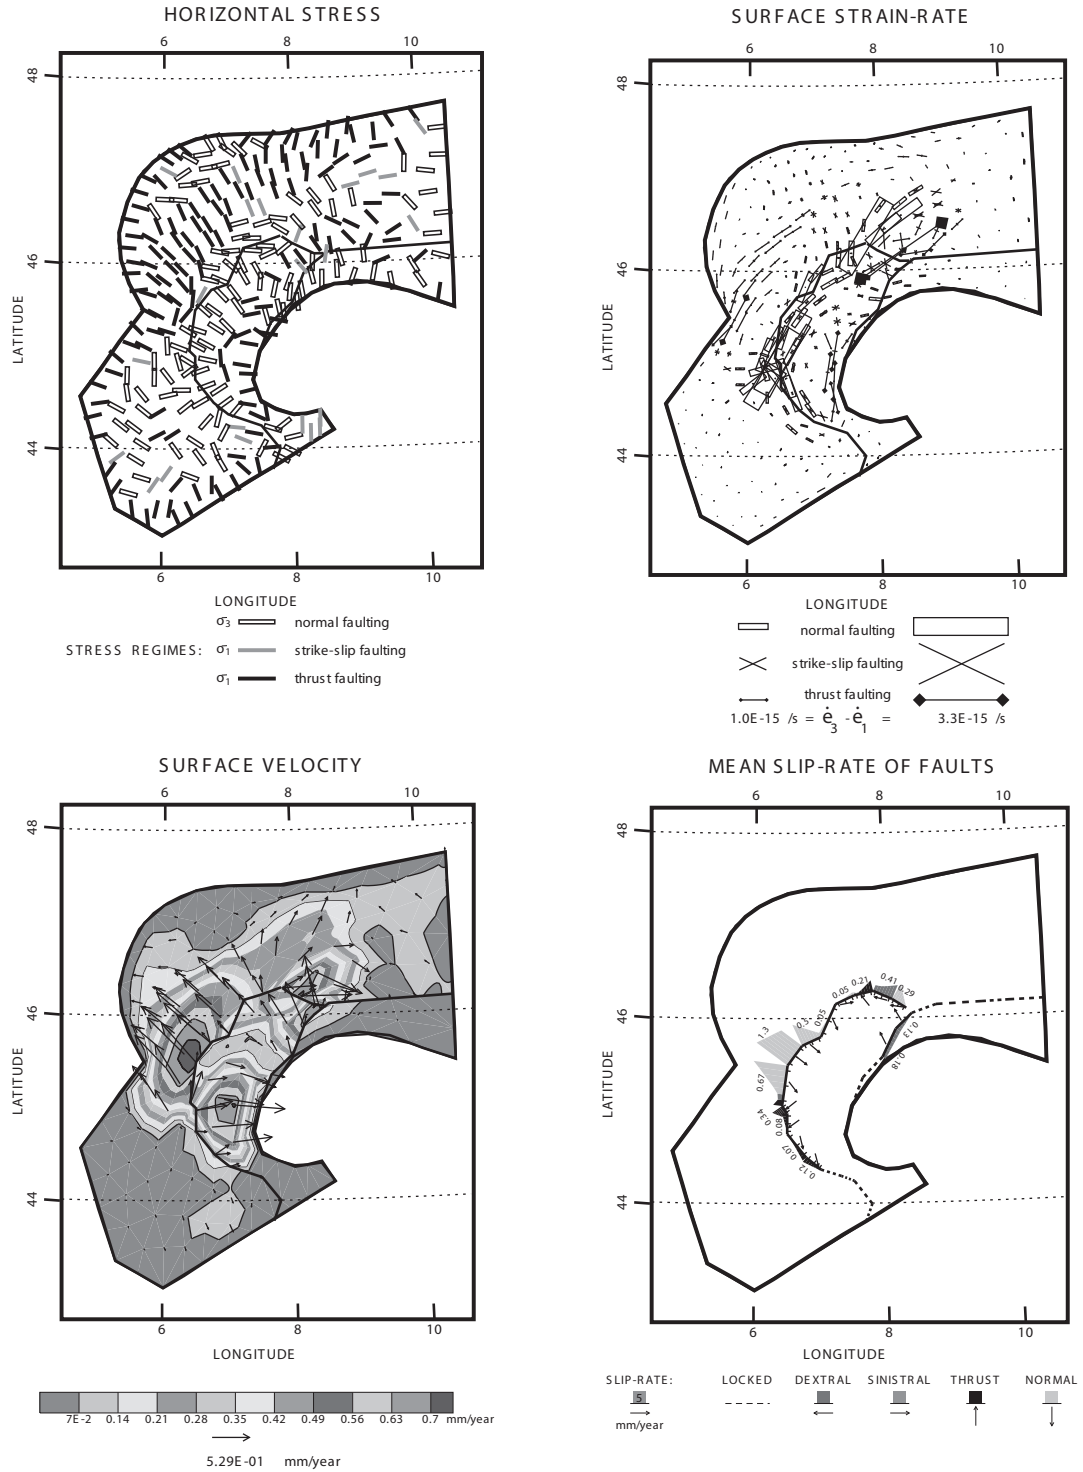 HORIZONTAL STRESS
6 8 10
48
46
44
LATITUDE
6 8 10
LONGITUDE
STRESS REGIMES:
σ3 normal faulting
σ1 strike-slip faulting
σ1 thrust faulting
SURFACE STRAIN-RATE
6 8 10
48
46
44
LATITUDE
6 8 10
LONGITUDE
normal faulting
strike-slip faulting
thrust faulting
1.0E-15 /s = ė3 - ė1 = 3.3E-15 /s
SURFACE VELOCITY
6 8 10
48
46
44
LATITUDE
6 8 10
LONGITUDE
7E-2 0.14 0.21 0.28 0.35 0.42 0.49 0.56 0.63 0.7 mm/year
5.29E-01 mm/year
MEAN SLIP-RATE OF FAULTS
6 8 10
48
46
44
LATITUDE
0.05 0.21 0.41 0.29
1.3 0.3 0.05
0.13
0.18
0.67
0.34
0.08
0.07
0.12
6 8 10
LONGITUDE
SLIP-RATE: LOCKED DEXTRAL SINISTRAL THRUST NORMAL
5
mm/year